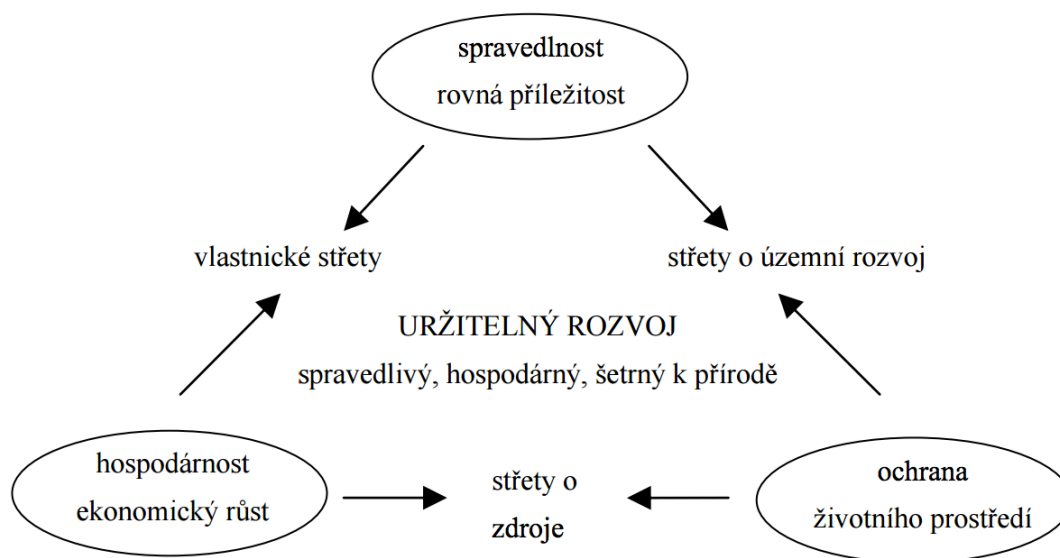 spravedlnost
rovná příležitost
vlastnické střety
střety o územní rozvoj
URŽITELNÝ ROZVOJ
spravedlivý, hospodárný, šetrný k přírodě
hospodárnost
ekonomický růst
střety o
zdroje
ochrana
životního prostředí